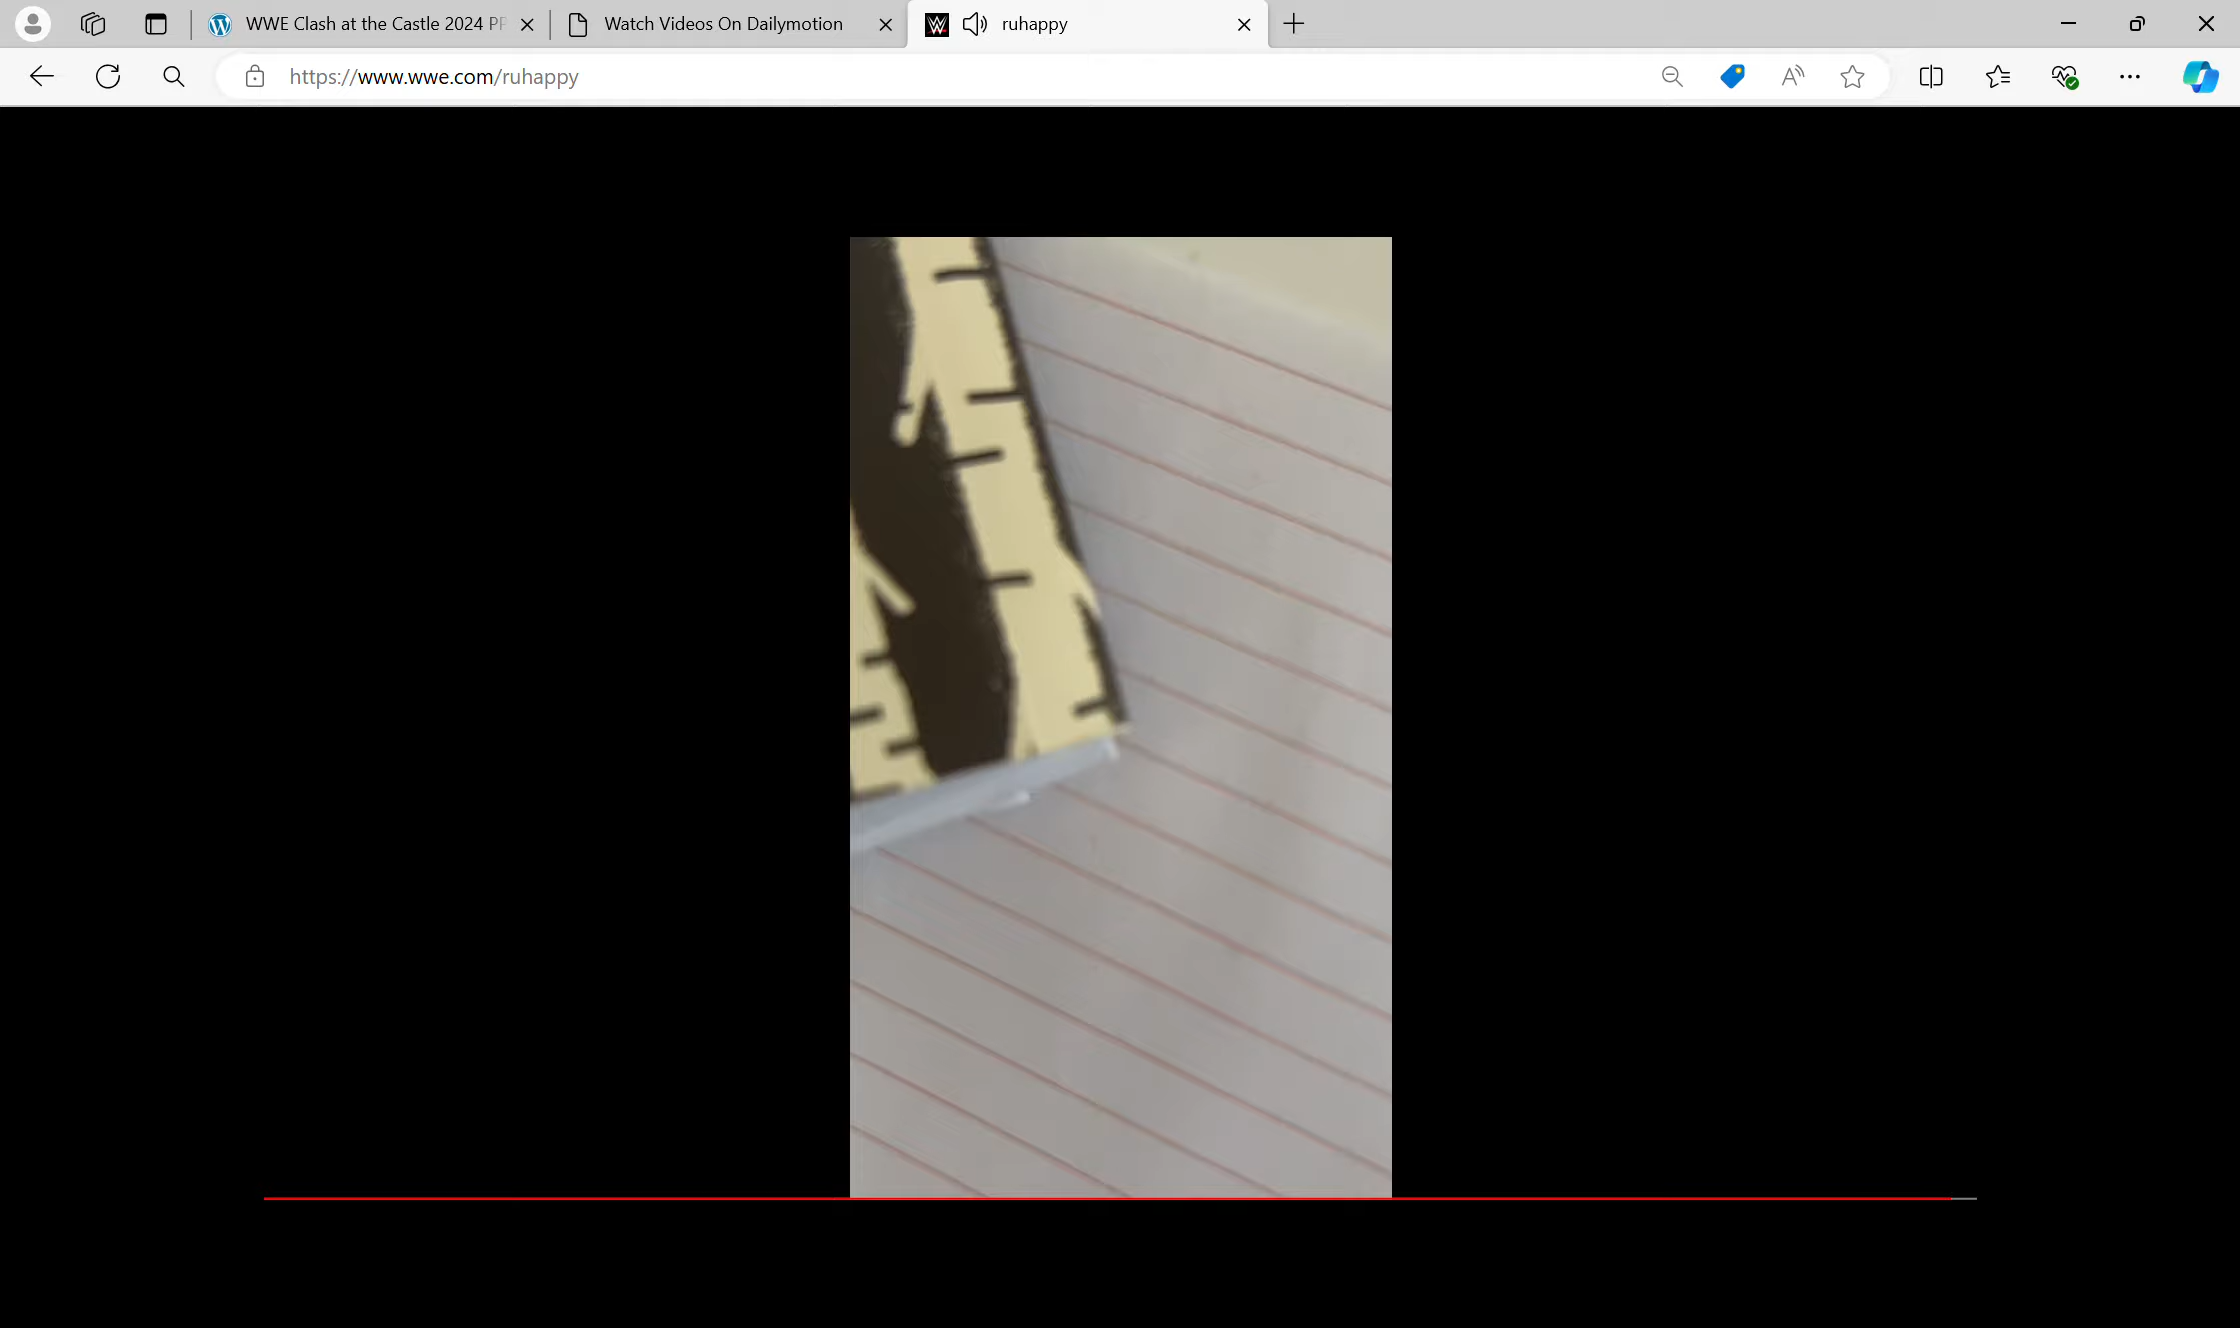 WWE Clash at the Castle 2024 PP
Watch Videos On Dailymotion
ruhappy
https://www.wwe.com/ruhappy